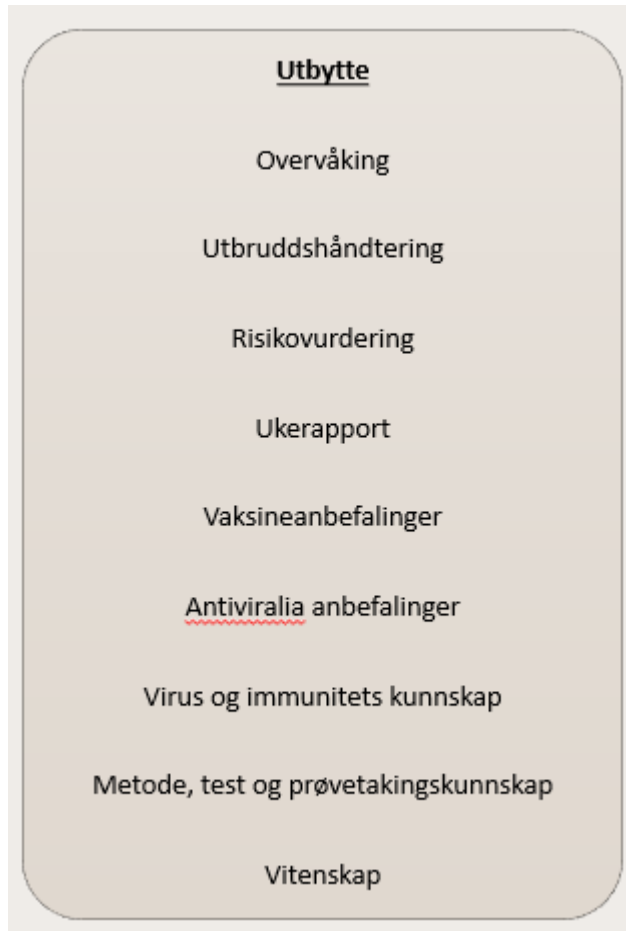 Utbytte
Overvåking
Utbruddshåndtering
Risikovurdering
Ukerapport
Vaksineanbefalinger
Antiviralia anbefalinger
Virus og immunitets kunnskap
Metode, test og prøvetakingskunnskap
Vitenskap